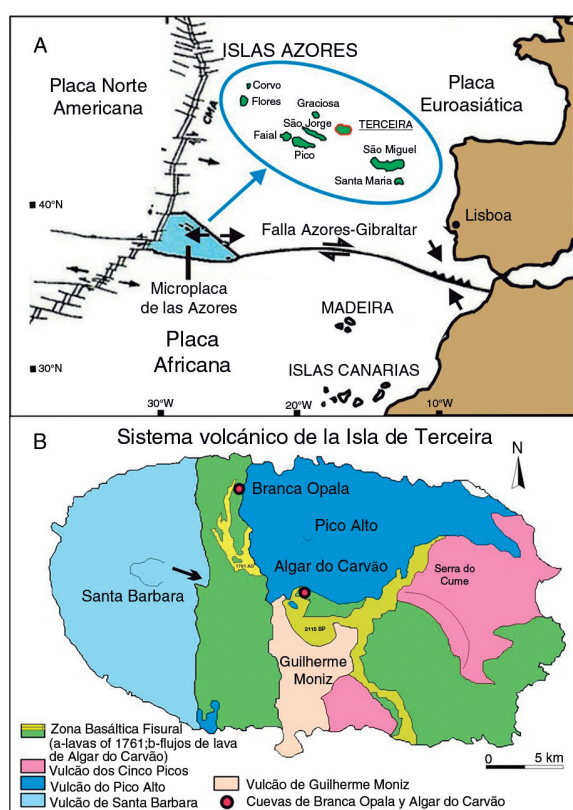 A
ISLAS AZORES
Placa Norte
Americana
Placa
Euroasiática
CMA
Corvo
Flores
Graciosa
São Jorge
TERCEIRA
Faial
Pico
São Miguel
Santa Maria
40°N
Lisboa
Falla Azores-Gibraltar
Microplaca
de las Azores
MADEIRA
Placa
Africana
30°N
ISLAS CANARIAS
30°W
20°W
10°W
B
Sistema volcánico de la Isla de Terceira
N
Branca Opala
Pico Alto
1761 AD
Algar do Carvão
Serra do
Cume
Santa Barbara
2115 BP
Guilherme
Moniz
Zona Basáltica Fisural
(a-lavas of 1761;b-flujos de lava
de Algar do Carvão)
Vulcão dos Cinco Picos
Vulcão do Pico Alto
Vulcão de Santa Barbara
Vulcão de Guilherme Moniz
Cuevas de Branca Opala y Algar do Carvão
0
5 km